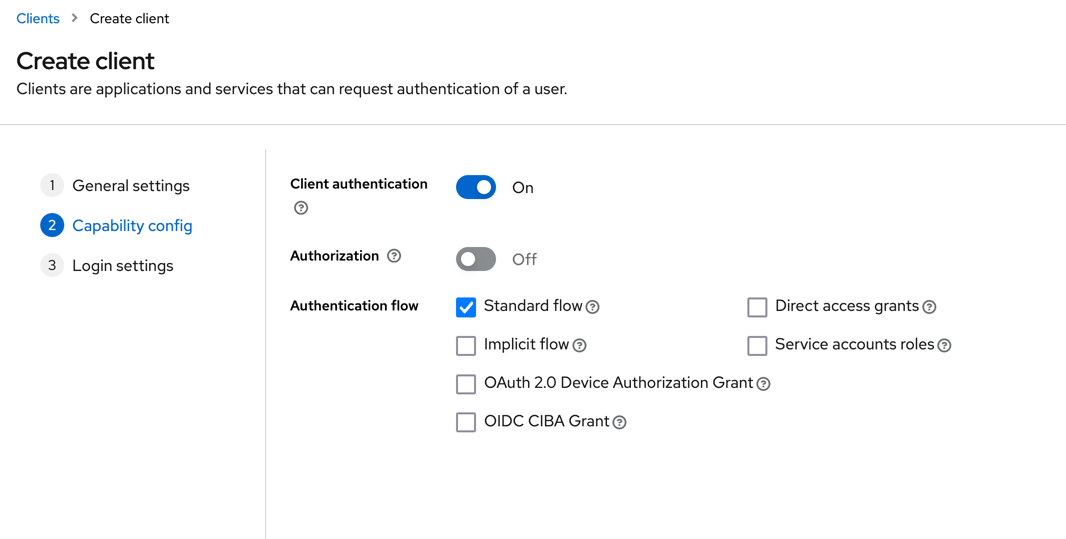 Clients > Create client
Create client
Clients are applications and services that can request authentication of a user.
1 General settings
2 Capability config
3 Login settings
Client authentication ?
On
Authorization ?
Off
Authentication flow
Standard flow ?
Direct access grants ?
Implicit flow ?
Service accounts roles ?
OAuth 2.0 Device Authorization Grant ?
OIDC CIBA Grant ?